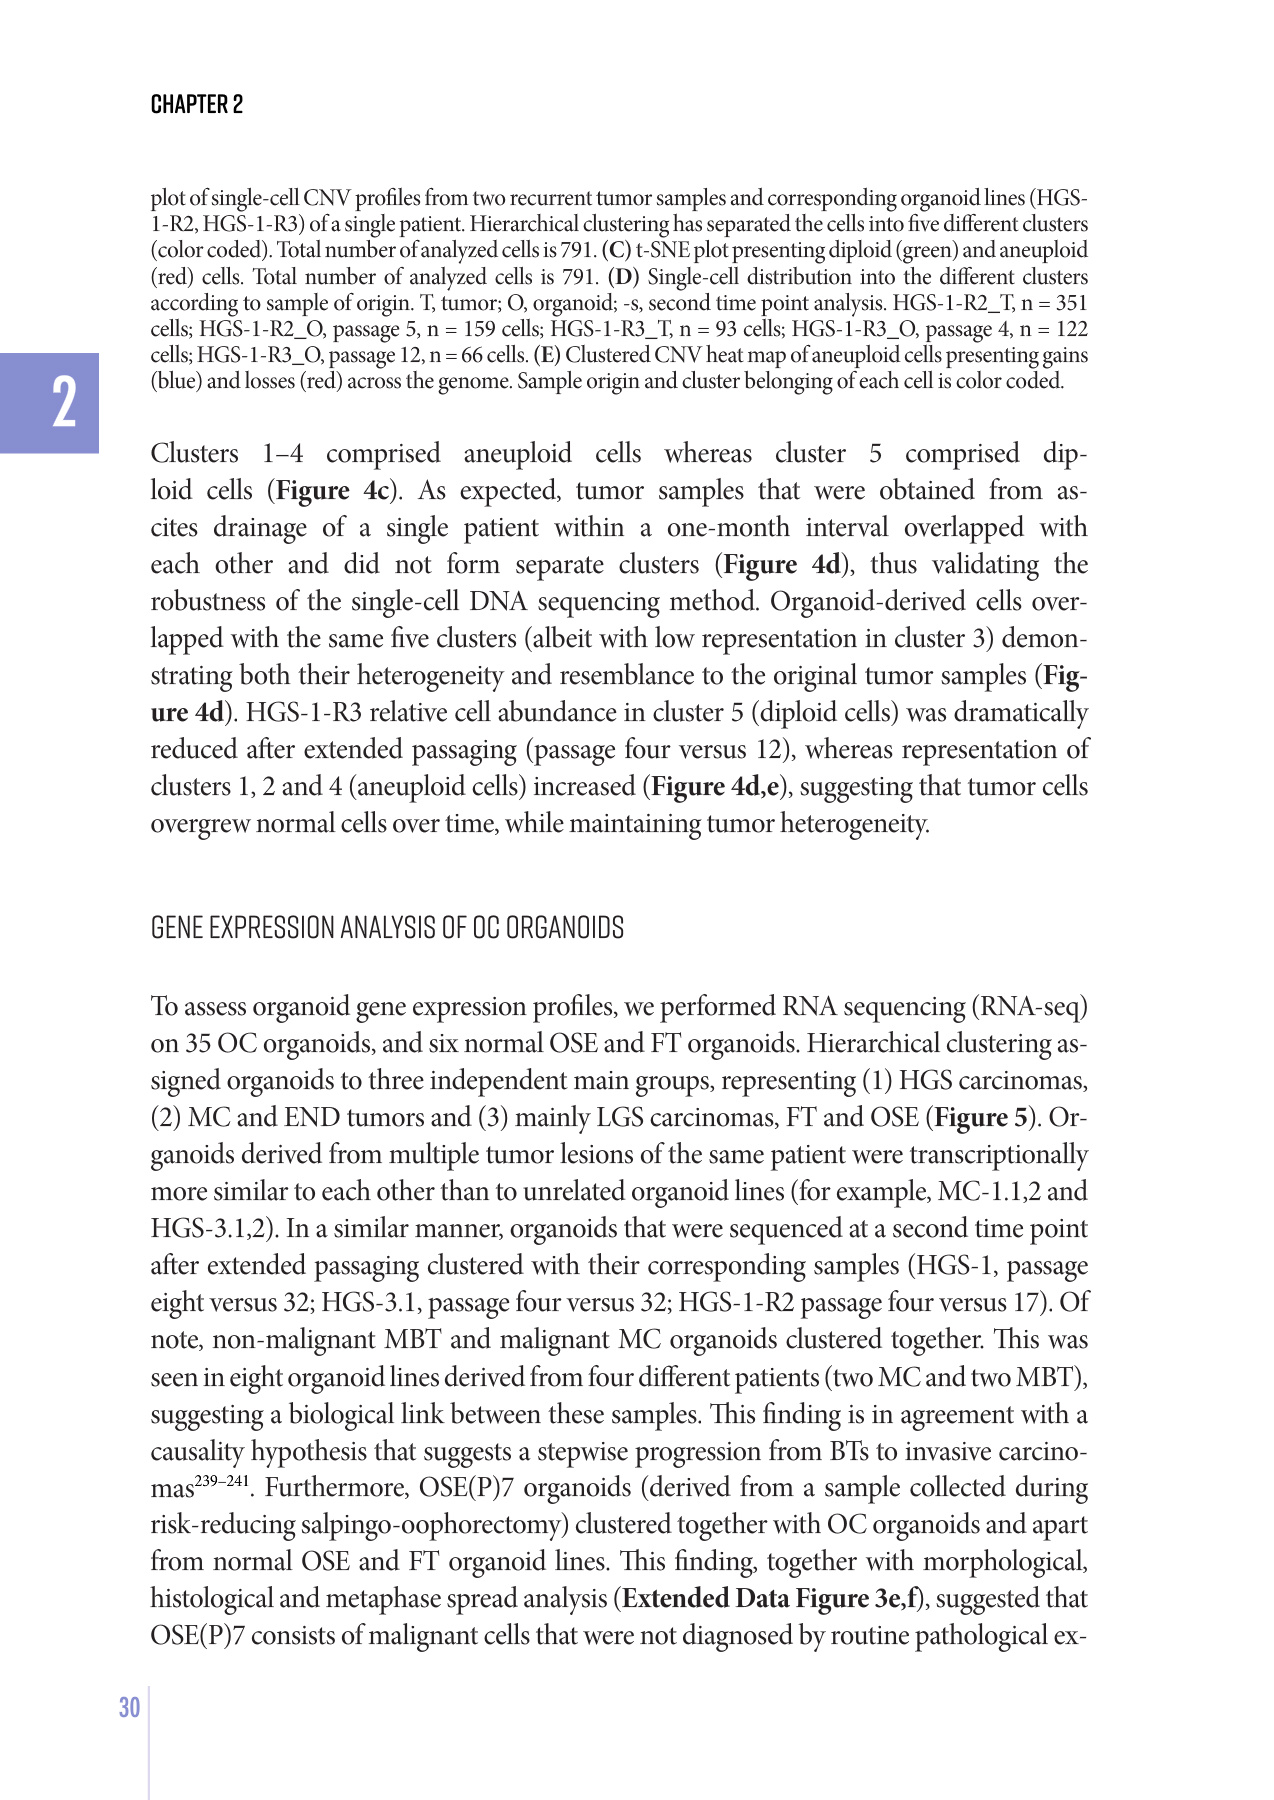 CHAPTER 2
plot of single-cell CNV profiles from two recurrent tumor samples and corresponding organoid lines (HGS-
1-R2, HGS-1-R3) of a single patient. Hierarchical clustering has separated the cells into five different clusters
(color coded). Total number of analyzed cells is 791. (C) t-SNE plot presenting diploid (green) and aneuploid
(red) cells. Total number of analyzed cells is 791. (D) Single-cell distribution into the different clusters
according to sample of origin. T, tumor; O, organoid; -s, second time point analysis. HGS-1-R2_T, n = 351
cells; HGS-1-R2_O, passage 5, n = 159 cells; HGS-1-R3_T, n = 93 cells; HGS-1-R3_O, passage 4, n = 122
cells; HGS-1-R3_O, passage 12, n = 66 cells. (E) Clustered CNV heat map of aneuploid cells presenting gains
(blue) and losses (red) across the genome. Sample origin and cluster belonging of each cell is color coded.
2
Clusters 1–4 comprised aneuploid cells whereas cluster 5 comprised dip-
loid cells (Figure 4c). As expected, tumor samples that were obtained from as-
cites drainage of a single patient within a one-month interval overlapped with
each other and did not form separate clusters (Figure 4d), thus validating the
robustness of the single-cell DNA sequencing method. Organoid-derived cells over-
lapped with the same five clusters (albeit with low representation in cluster 3) demon-
strating both their heterogeneity and resemblance to the original tumor samples (Fig-
ure 4d). HGS-1-R3 relative cell abundance in cluster 5 (diploid cells) was dramatically
reduced after extended passaging (passage four versus 12), whereas representation of
clusters 1, 2 and 4 (aneuploid cells) increased (Figure 4d,e), suggesting that tumor cells
overgrew normal cells over time, while maintaining tumor heterogeneity.
GENE EXPRESSION ANALYSIS OF OC ORGANOIDS
To assess organoid gene expression profiles, we performed RNA sequencing (RNA-seq)
on 35 OC organoids, and six normal OSE and FT organoids. Hierarchical clustering as-
signed organoids to three independent main groups, representing (1) HGS carcinomas,
(2) MC and END tumors and (3) mainly LGS carcinomas, FT and OSE (Figure 5). Or-
ganoids derived from multiple tumor lesions of the same patient were transcriptionally
more similar to each other than to unrelated organoid lines (for example, MC-1.1,2 and
HGS-3.1,2). In a similar manner, organoids that were sequenced at a second time point
after extended passaging clustered with their corresponding samples (HGS-1, passage
eight versus 32; HGS-3.1, passage four versus 32; HGS-1-R2 passage four versus 17). Of
note, non-malignant MBT and malignant MC organoids clustered together. This was
seen in eight organoid lines derived from four different patients (two MC and two MBT),
suggesting a biological link between these samples. This finding is in agreement with a
causality hypothesis that suggests a stepwise progression from BTs to invasive carcino-
mas239–241. Furthermore, OSE(P)7 organoids (derived from a sample collected during
risk-reducing salpingo-oophorectomy) clustered together with OC organoids and apart
from normal OSE and FT organoid lines. This finding, together with morphological,
histological and metaphase spread analysis (Extended Data Figure 3e,f), suggested that
OSE(P)7 consists of malignant cells that were not diagnosed by routine pathological ex-
30